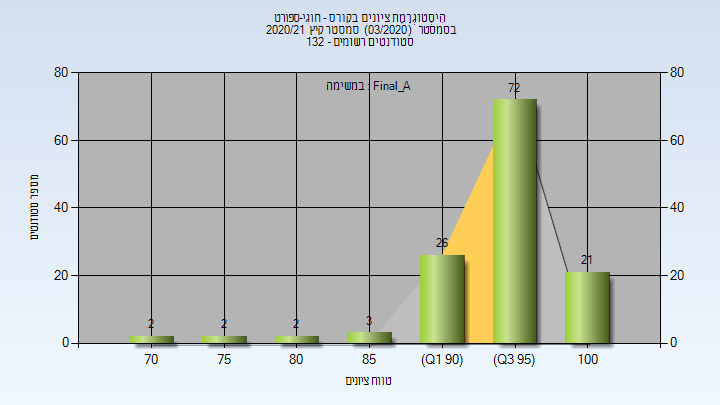 היסטוגרמת ציונים בקורס - חוגי-ספורט
בסמסטר (03/2020) סמסטר קיץ 2020/21
סטודנטים רשומים - 132
במשימה : Final_A
80
60
40
20
0
80
60
40
20
0
מספר סטודנטים
2
2
2
3
26
72
21
70
75
80
85
(Q1 90)
(Q3 95)
100
טווח ציונים